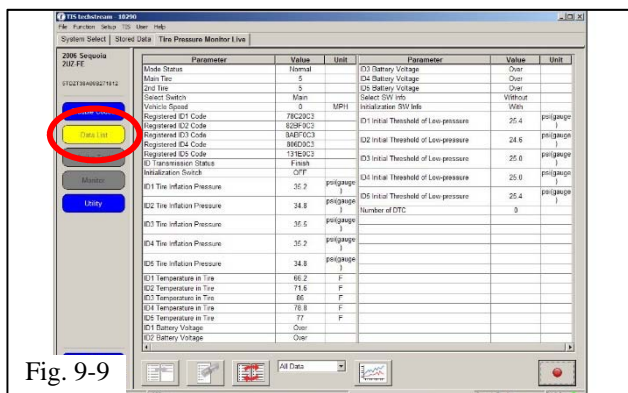 TIS techstream - 10290
File Function Setup TIS User Help
System Select Stored Data Tire Pressure Monitor Live
2006 Sequoia
2UZ-FE
Parameter Value Unit Parameter Value Unit
Mode Status Normal ID3 Battery Voltage Over
Main Tire 5 ID4 Battery Voltage Over
2nd Tire 5 ID5 Battery Voltage Over
Select Switch Main Select SW Info Without
Vehicle Speed 0 MPH Initialization SW Info With
Registered ID1 Code 78C20C3
Registered ID2 Code 82BF0C3
ID1 Initial Threshold of Low-pressure 25.4 psi(gauge)
Registered ID3 Code 8ABF0C3
Registered ID4 Code 886D0C3
ID2 Initial Threshold of Low-pressure 24.6 psi(gauge)
Registered ID5 Code 131E0C3
ID Transmission Status Finish
ID3 Initial Threshold of Low-pressure 25.0 psi(gauge)
Initialization Switch OFF
ID1 Tire Inflation Pressure 35.2 psi(gauge)
ID4 Initial Threshold of Low-pressure 25.0 psi(gauge)
ID2 Tire Inflation Pressure 34.8 psi(gauge)
ID5 Initial Threshold of Low-pressure 25.4 psi(gauge)
Number of DTC 0
ID3 Tire Inflation Pressure 35.5 psi(gauge)
ID4 Tire Inflation Pressure 35.2 psi(gauge)
ID5 Tire Inflation Pressure 34.8 psi(gauge)
ID1 Temperature in Tire 66.2 F
ID2 Temperature in Tire 71.6 F
ID3 Temperature in Tire 86 F
ID4 Temperature in Tire 78.8 F
ID5 Temperature in Tire 77 F
ID1 Battery Voltage Over
ID2 Battery Voltage Over
Data List
Monitor
Utility
All Data
Fig. 9-9